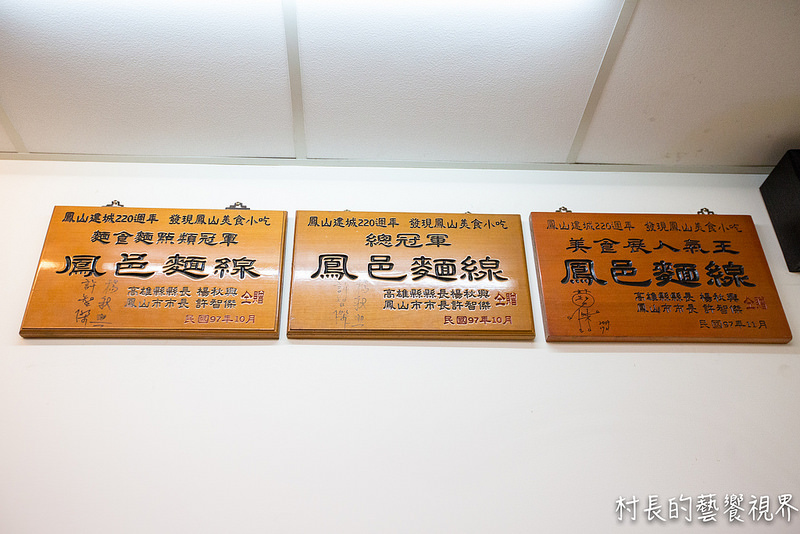 鳳山建城220週年 發現鳳山美食小吃
麵食麵點類冠軍
鳳邑麵線
高雄縣縣長 楊秋興
鳳山市市長 許智傑 仝贈
民國97年10月
鳳山建城220週年 發現鳳山美食小吃
總冠軍
鳳邑麵線
高雄縣縣長 楊秋興
鳳山市市長 許智傑 仝贈
民國97年10月
鳳山建城220週年 發現鳳山美食小吃
美食展人氣王
鳳邑麵線
高雄縣縣長 楊秋興
鳳山市市長 許智傑 仝贈
民國97年11月
村長的藝饗視界